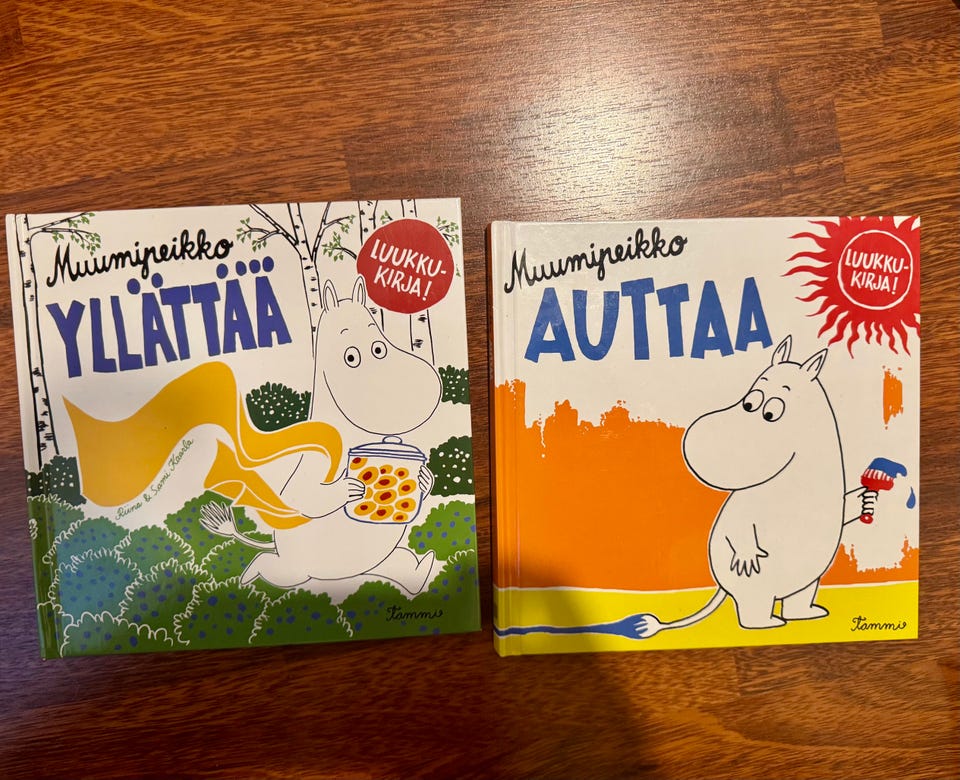 Muumipeikko
YLLÄTTÄÄ
LUUKKU-
KIRJA!
Riina & Sami Kaarla
Tammi
Muumipeikko
AUTTAA
LUUKKU-
KIRJA!
Tammi